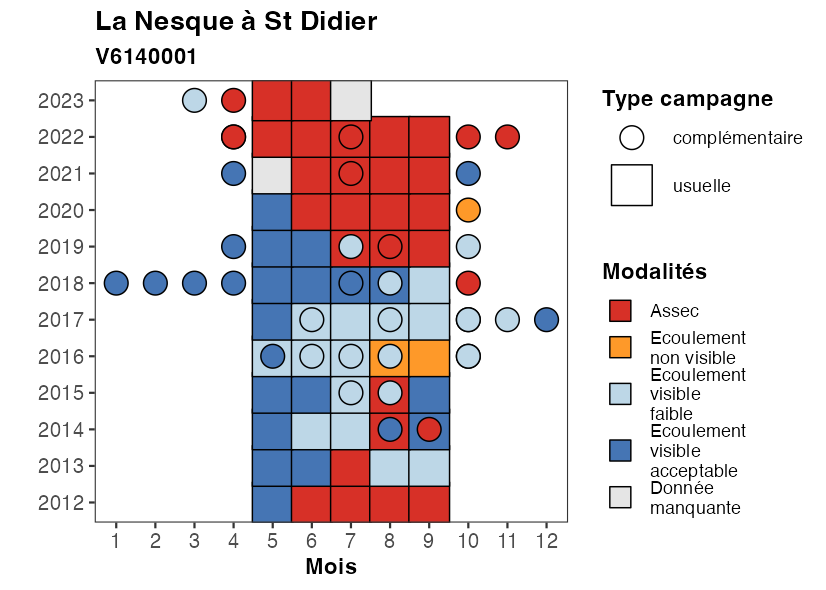 La Nesque à St Didier
V6140001
2023
2022
2021
2020
2019
2018
2017
2016
2015
2014
2013
2012
1 2 3 4 5 6 7 8 9 10 11 12
Mois
Type campagne
complémentaire
usuelle
Modalités
Assec
Ecoulement
non visible
Ecoulement
visible
faible
Ecoulement
visible
acceptable
Donnée
manquante